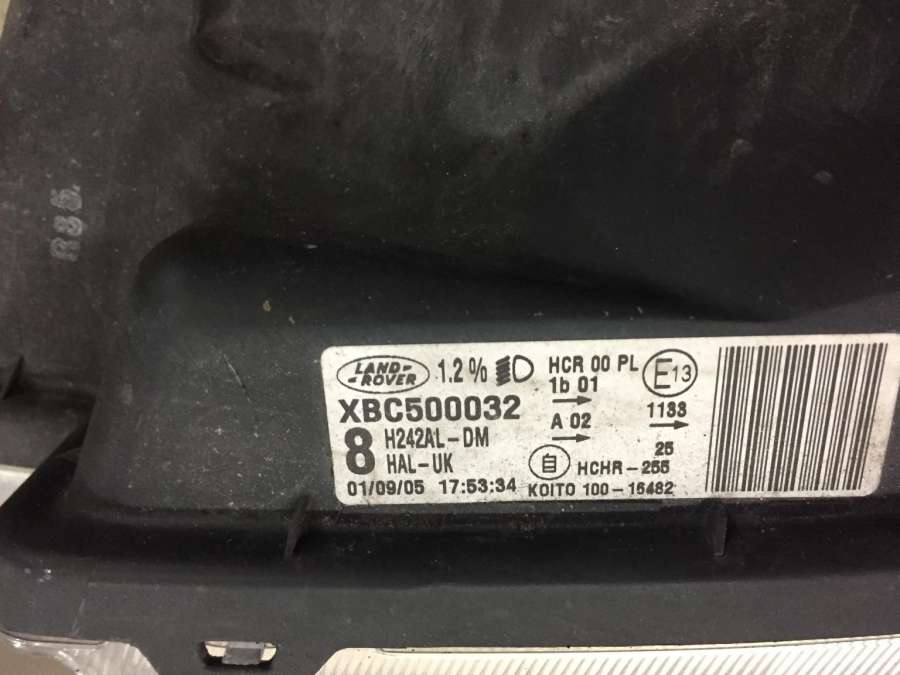 R85
LAND-
-ROVER
1.2%
HCR 00 PL
1b 01
E13
XBC500032
A 02
1133
8
H242AL-DM
HAL-UK
25
HCHR-255
01/09/05 17:53:34
KOITO 100-15482